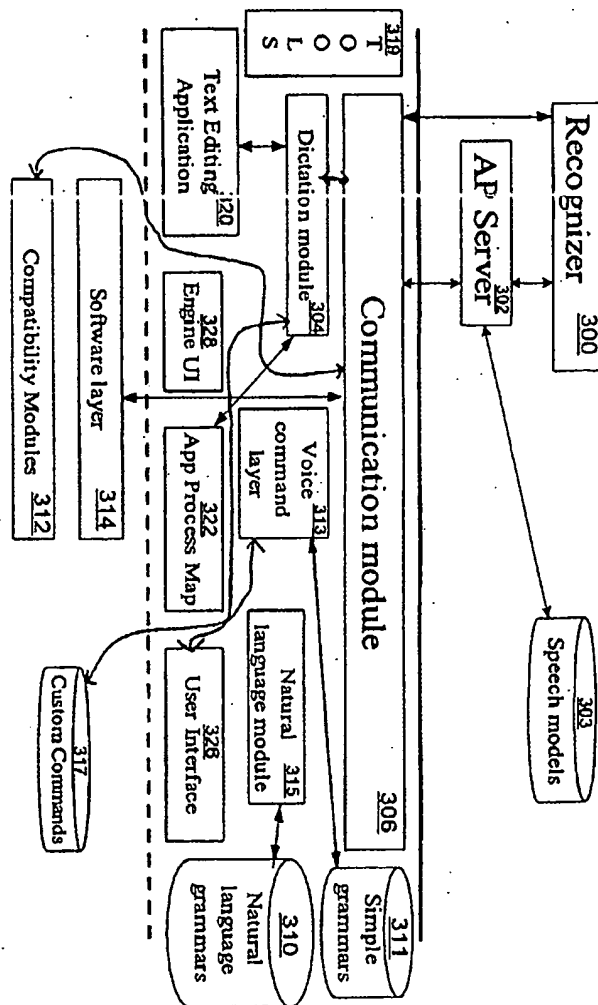 Recognizer
300
AP Server
302
303
Speech models
319
T
O
O
L
S
Communication module
306
311
Simple
grammars
Dictation module
304
Voice
command
layer
313
Natural
language module
315
310
Natural
language
grammars
Text Editing
Application
320
328
Engine UI
322
App Process Map
326
User Interface
Software layer
314
Compatibility Modules
312
317
Custom Commands